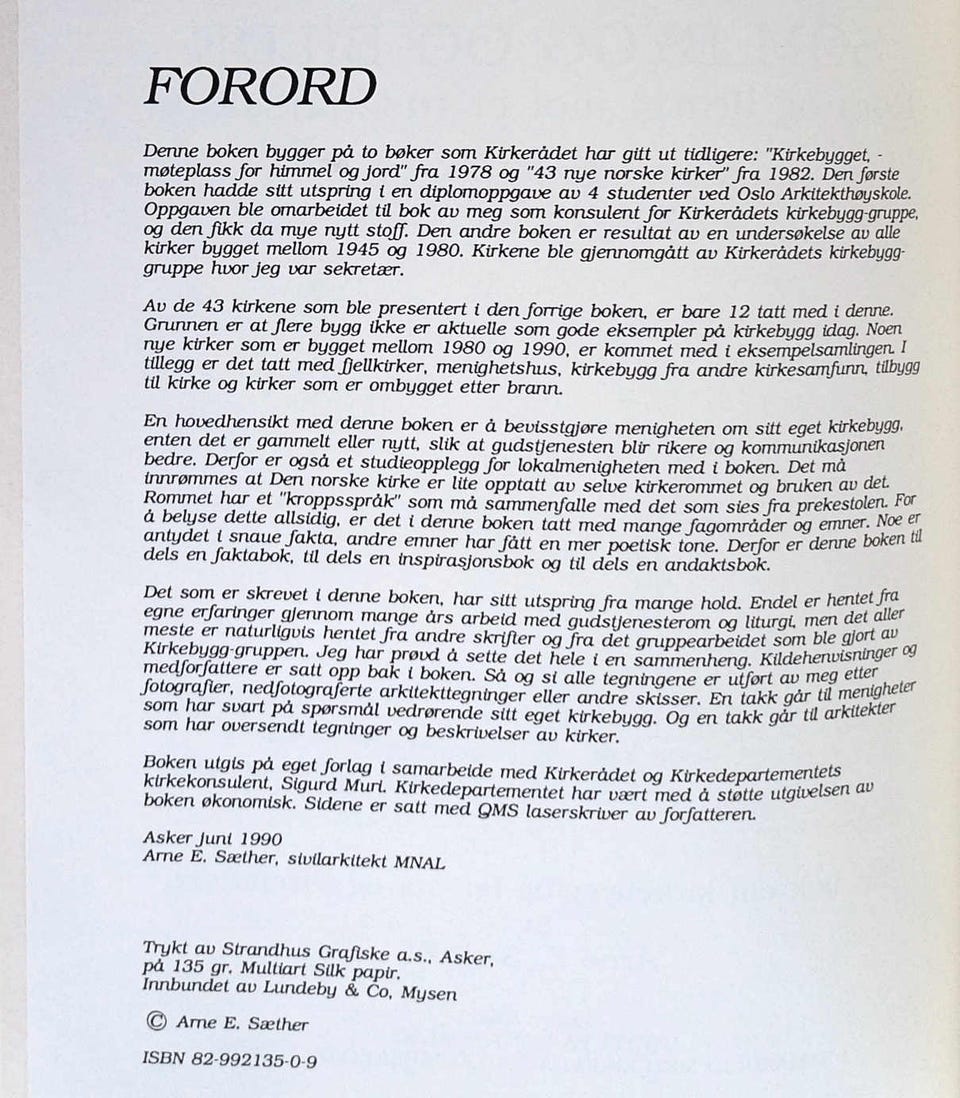 FORORD
Denne boken bygger på to bøker som Kirkerådet har gitt ut tidligere: "Kirkebygget, -
møteplass for himmel og jord" fra 1978 og "43 nye norske kirker" fra 1982. Den første
boken hadde sitt utspring i en diplomoppgave av 4 studenter ved Oslo Arkitekthøyskole.
Oppgaven ble omarbeidet til bok av meg som konsulent for Kirkerådets kirkebygg-gruppe,
og den fikk da mye nytt stoff. Den andre boken er resultat av en undersøkelse av alle
kirker bygget mellom 1945 og 1980. Kirkene ble gjennomgått av Kirkerådets kirkebygg-
gruppe hvor jeg var sekretær.
Av de 43 kirkene som ble presentert i den forrige boken, er bare 12 tatt med i denne.
Grunnen er at flere bygg ikke er aktuelle som gode eksempler på kirkebygg idag. Noen
nye kirker som er bygget mellom 1980 og 1990, er kommet med i eksempelsamlingen. I
tillegg er det tatt med fjellkirker, menighetshus, kirkebygg fra andre kirkesamfunn, tilbygg
til kirke og kirker som er ombygget etter brann.
En hovedhensikt med denne boken er å bevisstgjøre menigheten om sitt eget kirkebygg,
enten det er gammelt eller nytt, slik at gudstjenesten blir rikere og kommunikasjonen
bedre. Derfor er også et studieopplegg for lokalmenigheten med i boken. Det må
innrømmes at Den norske kirke er lite opptatt av selve kirkerommet og bruken av det.
Rommet har et "kroppsspråk" som må sammenfalle med det som sies fra prekestolen. For
å belyse dette allsidig, er det i denne boken tatt med mange fagområder og emner. Noe er
antydet i snaue fakta, andre emner har fått en mer poetisk tone. Derfor er denne boken til
dels en faktabok, til dels en inspirasjonsbok og til dels en andaktsbok.
Det som er skrevet i denne boken, har sitt utspring fra mange hold. Endel er hentet fra
egne erfaringer gjennom mange års arbeid med gudstjenesterom og liturgi, men det aller
meste er naturligvis hentet fra andre skrifter og fra det gruppearbeidet som ble gjort av
Kirkebygg-gruppen. Jeg har prøvd å sette det hele i en sammenheng. Kildehenvisninger og
medforfattere er satt opp bak i boken. Så og si alle tegningene er utført av meg etter
fotografier, nedfotograferte arkitekttegninger eller andre skisser. En takk går til menigheter
som har svart på spørsmål vedrørende sitt eget kirkebygg. Og en takk går til arkitekter
som har oversendt tegninger og beskrivelser av kirker.
Boken utgis på eget forlag i samarbeide med Kirkerådet og Kirkedepartementets
kirkekonsulent, Sigurd Muri. Kirkedepartementet har vært med å støtte utgivelsen av
boken økonomisk. Sidene er satt med QMS laserskriver av forfatteren.
Asker juni 1990
Arne E. Sæther, sivilarkitekt MNAL
Trykt av Strandhus Grafiske a.s., Asker,
på 135 gr. Multiart Silk papir.
Innbundet av Lundeby & Co, Mysen
© Arne E. Sæther
ISBN 82-992135-0-9